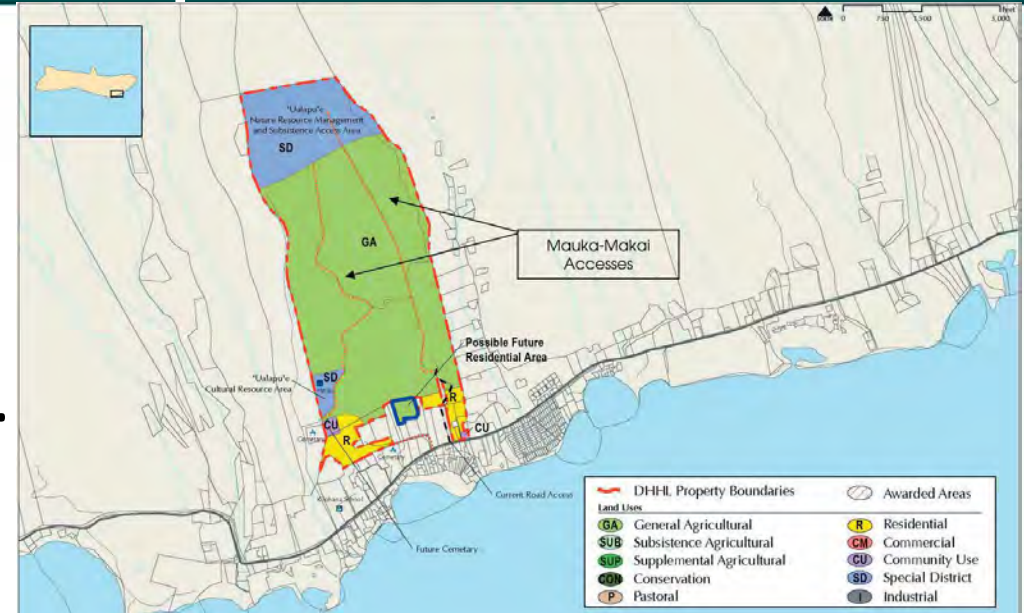 0 750 1,500 3,000
Feet
"Ualapu"e
Nature Resource Management
and Subsistence Access Area
SD
GA
Mauka-Makai
Accesses
Possible Future
Residential Area
SD
"Ualapu"e
Cultural Resource Area
CU
R
R
CU
Cemetary
Cemetary
Current Road Access
Future Cemetary
DHHL Property Boundaries
Awarded Areas
Land Uses
GA General Agricultural
SUB Subsistence Agricultural
SUP Supplemental Agricultural
CON Conservation
P Pastoral
R Residential
CM Commercial
CU Community Use
SD Special District
I Industrial